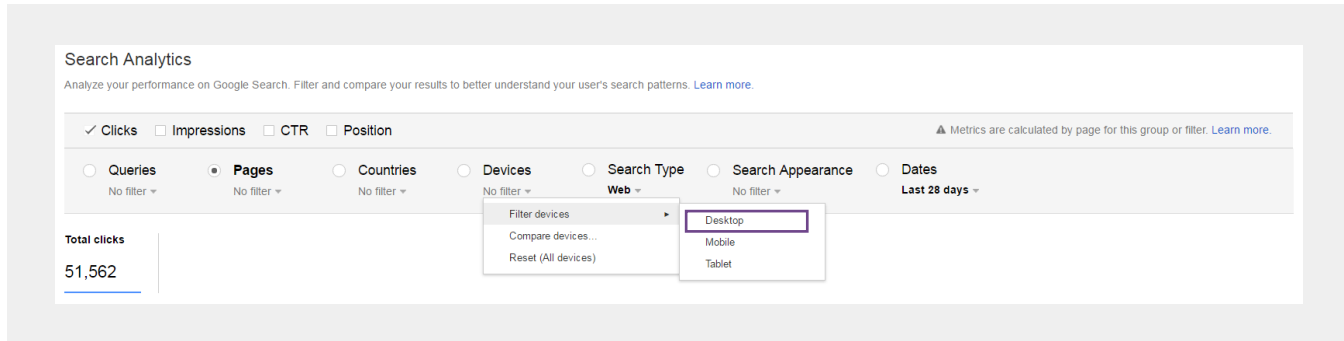 Search Analytics
Analyze your performance on Google Search. Filter and compare your results to better understand your user's search patterns. Learn more.
Clicks Impressions CTR Position Metrics are calculated by page for this group or filter. Learn more.
Queries Pages Countries Devices Search Type Search Appearance Dates
No filter No filter No filter No filter Web No filter Last 28 days
Filter devices
Compare devices...
Reset (All devices)
Desktop
Mobile
Tablet
Total clicks
51,562